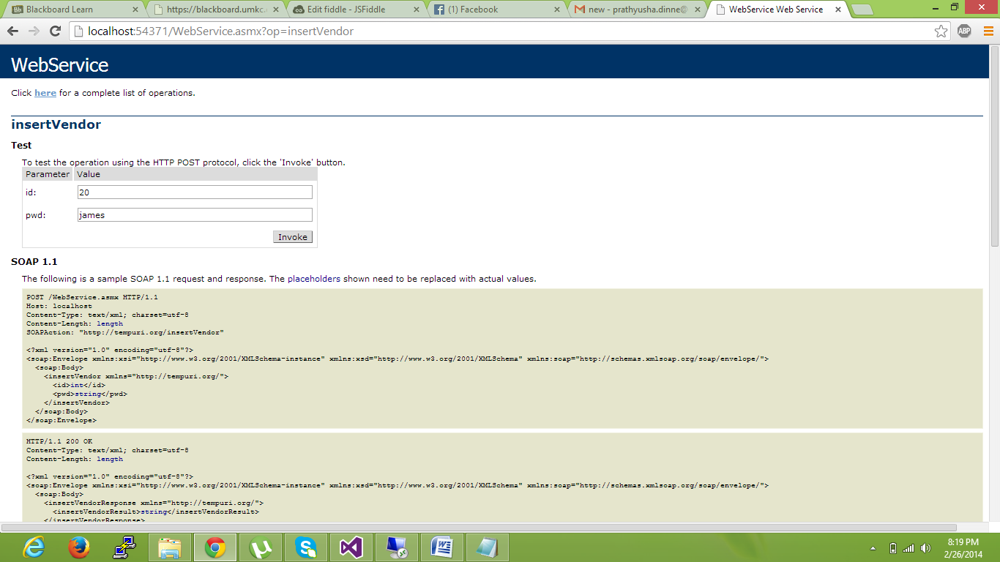 Blackboard Learn
https://blackboard.umkc.
Edit fiddle - JSFiddle
(1) Facebook
new - prathyusha.dinne@
WebService Web Service
localhost:54371/WebService.asmx?op=insertVendor
ABP
WebService
Click here for a complete list of operations.
insertVendor
Test
To test the operation using the HTTP POST protocol, click the 'Invoke' button.
Parameter Value
id: 20
pwd: james
Invoke
SOAP 1.1
The following is a sample SOAP 1.1 request and response. The placeholders shown need to be replaced with actual values.
POST /WebService.asmx HTTP/1.1
Host: localhost
Content-Type: text/xml; charset=utf-8
Content-Length: length
SOAPAction: "http://tempuri.org/insertVendor"
<?xml version="1.0" encoding="utf-8"?>
<soap:Envelope xmlns:xsi="http://www.w3.org/2001/XMLSchema-instance" xmlns:xsd="http://www.w3.org/2001/XMLSchema" xmlns:soap="http://schemas.xmlsoap.org/soap/envelope/">
<soap:Body>
<insertVendor xmlns="http://tempuri.org/">
<id>int</id>
<pwd>string</pwd>
</insertVendor>
</soap:Body>
</soap:Envelope>
HTTP/1.1 200 OK
Content-Type: text/xml; charset=utf-8
Content-Length: length
<?xml version="1.0" encoding="utf-8"?>
<soap:Envelope xmlns:xsi="http://www.w3.org/2001/XMLSchema-instance" xmlns:xsd="http://www.w3.org/2001/XMLSchema" xmlns:soap="http://schemas.xmlsoap.org/soap/envelope/">
<soap:Body>
<insertVendorResponse xmlns="http://tempuri.org/">
<insertVendorResult>string</insertVendorResult>
</insertVendorResponse>
8:19 PM
2/26/2014